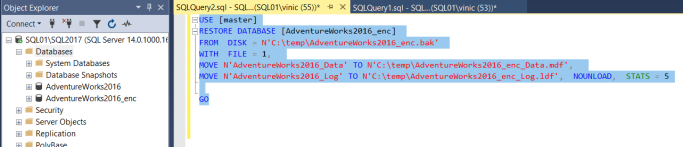 Object Explorer
Connect
SQL01\SQL2017 (SQL Server 14.0.1000.16
Databases
System Databases
Database Snapshots
AdventureWorks2016
AdventureWorks2016_enc
Security
Server Objects
Replication
PolyBase
SQLQuery2.sql - SQL...(SQL01\vinic (55))*
SQLQuery1.sql - SQL...(SQL01\vinic (53))*
USE [master]
RESTORE DATABASE [AdventureWorks2016_enc]
FROM DISK = N'C:\temp\AdventureWorks2016_enc.bak'
WITH FILE = 1,
MOVE N'AdventureWorks2016_Data' TO N'C:\temp\AdventureWorks2016_enc_Data.mdf',
MOVE N'AdventureWorks2016_Log' TO N'C:\temp\AdventureWorks2016_enc_Log.ldf', NOUNLOAD, STATS = 5
GO